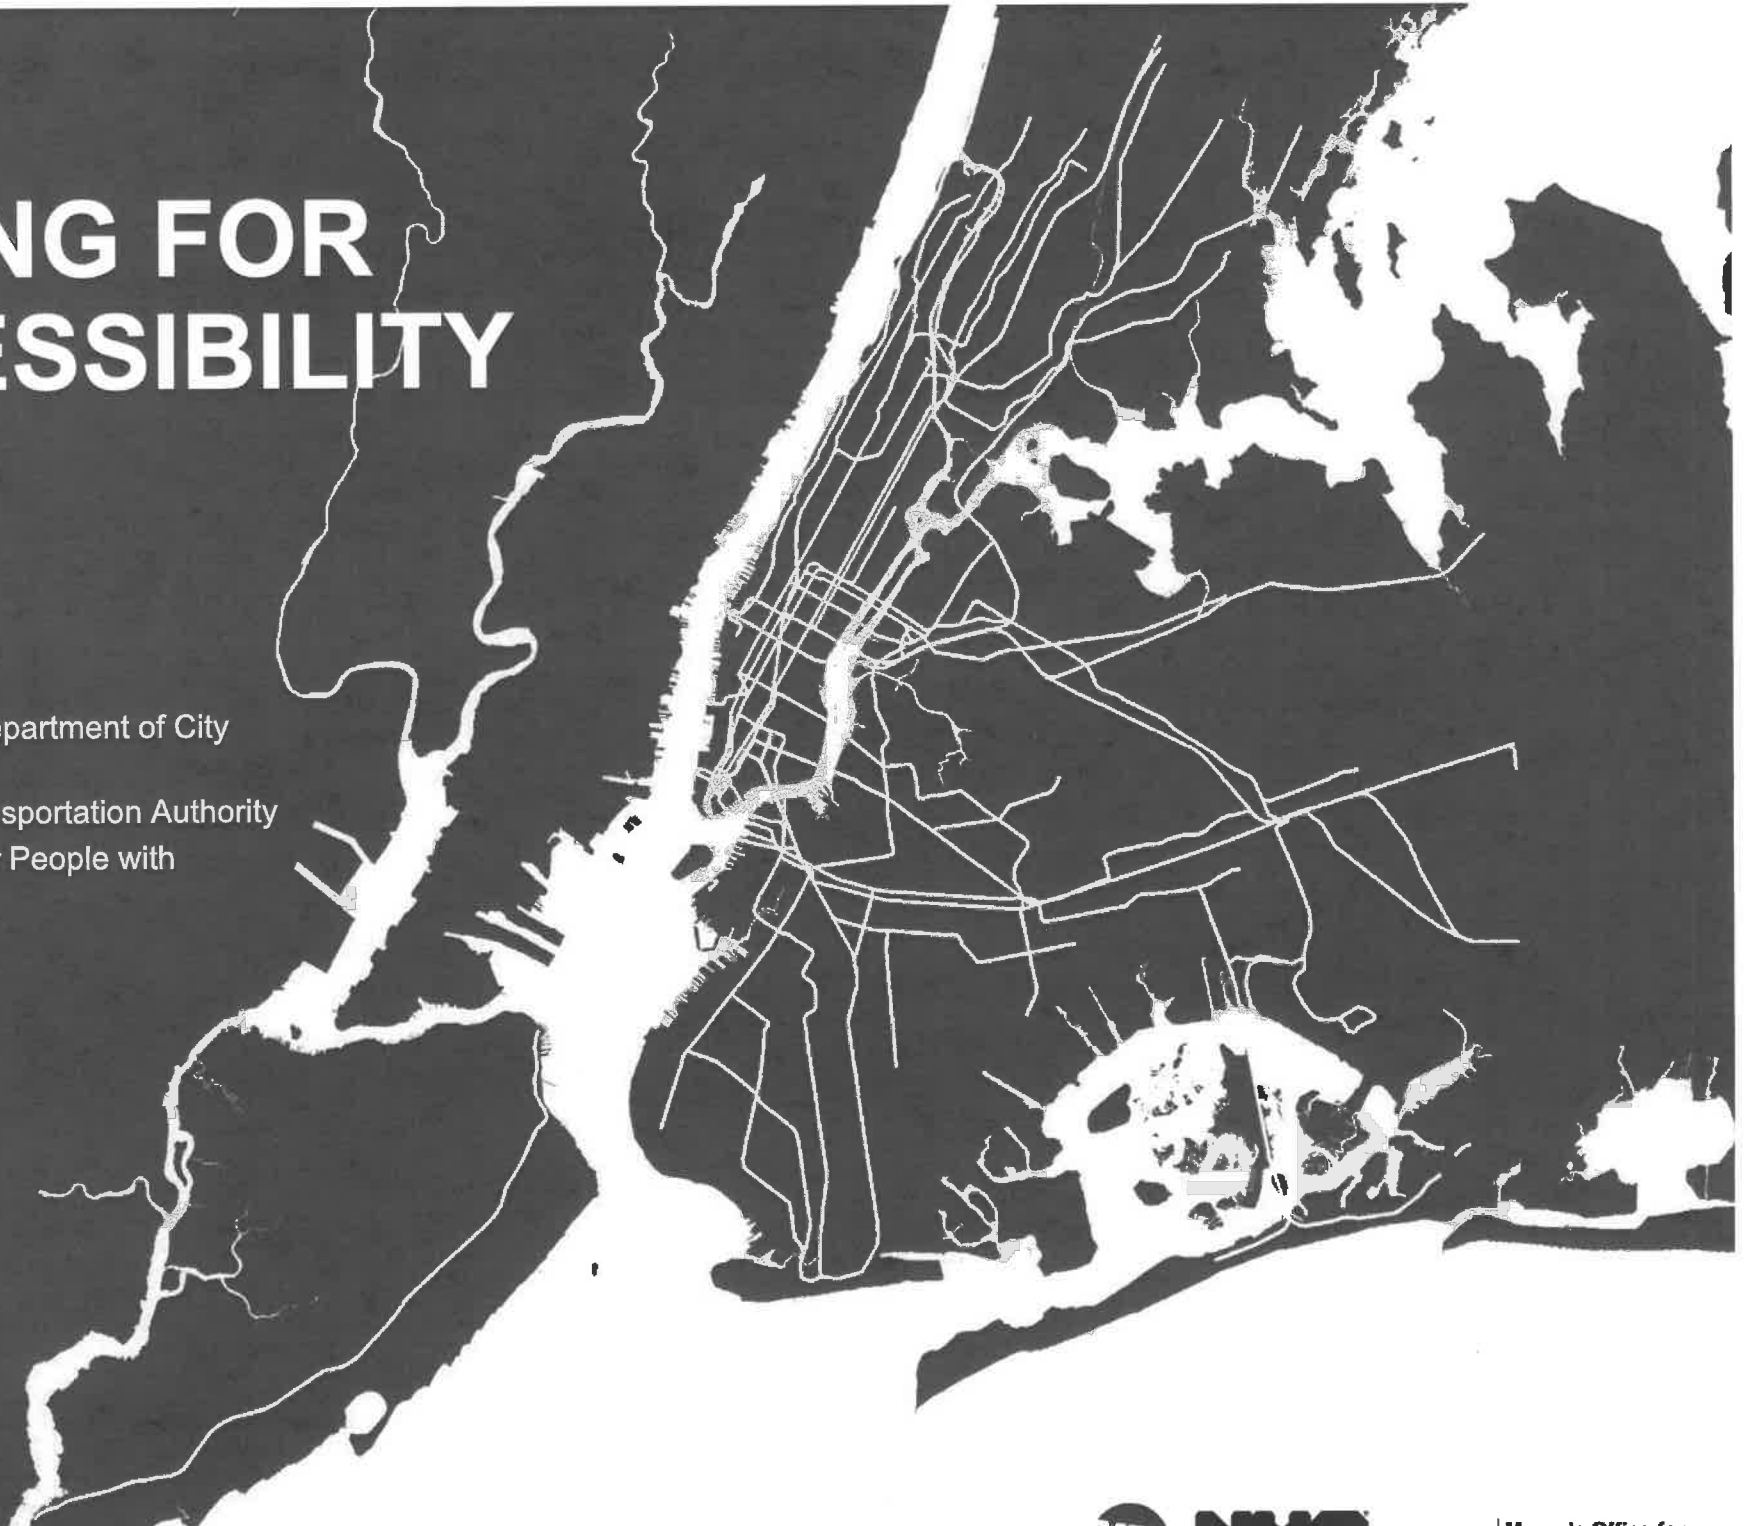 NG FOR
ESSIBILITY
epartment of City
sportation Authority
People with